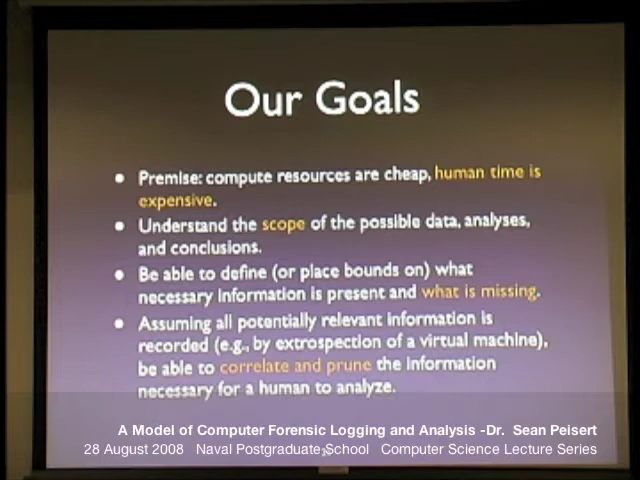 Our Goals
• Premise: compute resources are cheap, human time is
expensive.
• Understand the scope of the possible data, analyses,
and conclusions.
• Be able to define (or place bounds on) what
necessary information is present and what is missing.
• Assuming all potentially relevant information is
recorded (e.g., by extrospection of a virtual machine),
be able to correlate and prune the information
necessary for a human to analyze.
A Model of Computer Forensic Logging and Analysis -Dr. Sean Peisert
28 August 2008 Naval Postgraduate School Computer Science Lecture Series